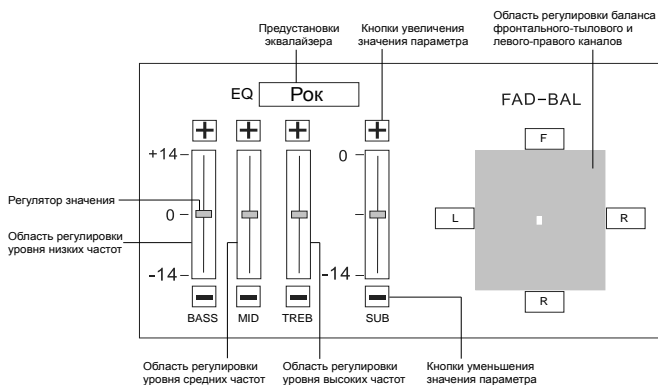 Предустановки
эквалайзера
Кнопки увеличения
значения параметра
Область регулировки баланса
фронтального-тылового и
левого-правого каналов
EQ
Рок
FAD-BAL
+14
0
-14
0
-14
F
L
R
R
Регулятор значения
Область регулировки
уровня низких частот
BASS
MID
TREB
SUB
Область регулировки
уровня средних частот
Область регулировки
уровня высоких частот
Кнопки уменьшения
значения параметра